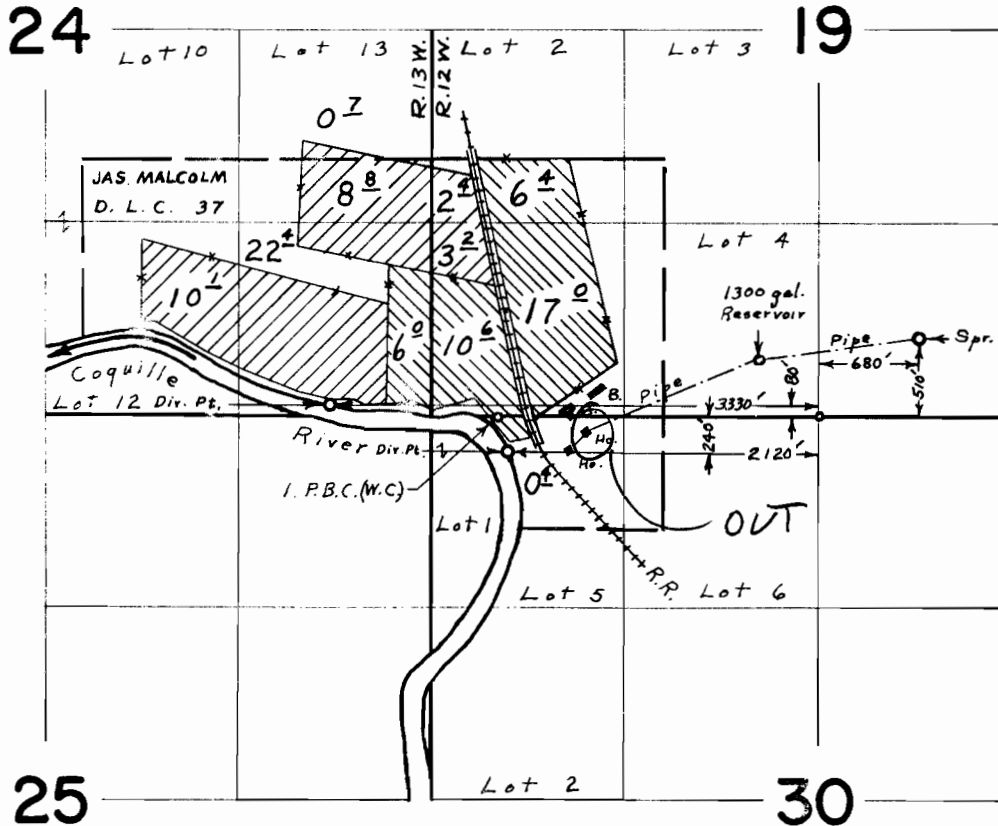 24
19
Lot 10
Lot 13
R.13W.
R.12W.
Lot 2
Lot 3
0 7
JAS. MALCOLM
D. L. C. 37
8 8
2 4
6 4
22 4
3 2
Lot 4
10 1
17 0
1300 gal.
Reservoir
6 0
10 6
Pipe
Spr.
680'
510'
Coquille
B.
Pipe
80'
Lot 12 Div. Pt.
3330'
River Div. Pt.
Ho.
240'
2120'
Ho.
1. P.B.C.(W.C)
0 4
OUT
Lot 1
R.R.
Lot 5
Lot 6
Lot 2
25
30